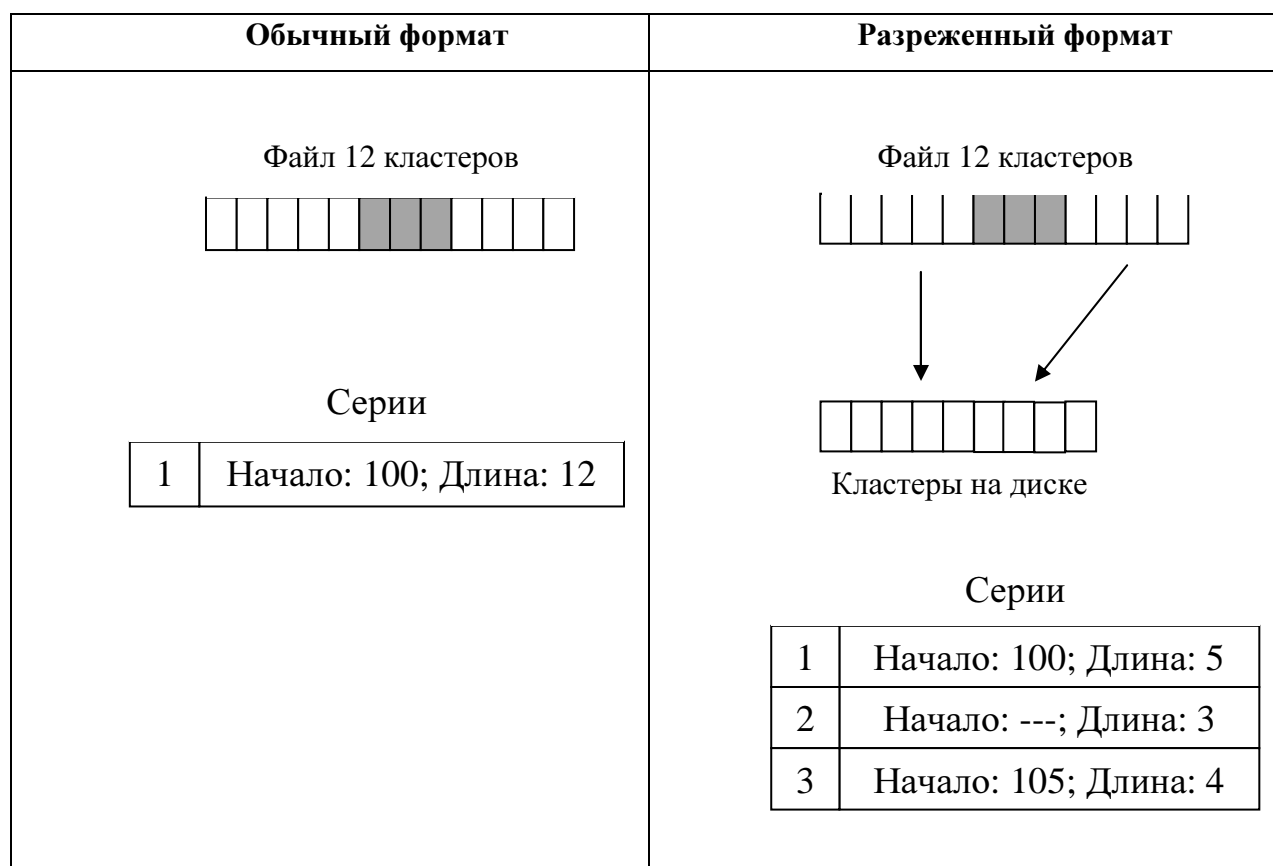 Обычный формат
Разреженный формат
Файл 12 кластеров
Серии
1 Начало: 100; Длина: 12
Файл 12 кластеров
Кластеры на диске
Серии
1 Начало: 100; Длина: 5
2 Начало: ---; Длина: 3
3 Начало: 105; Длина: 4